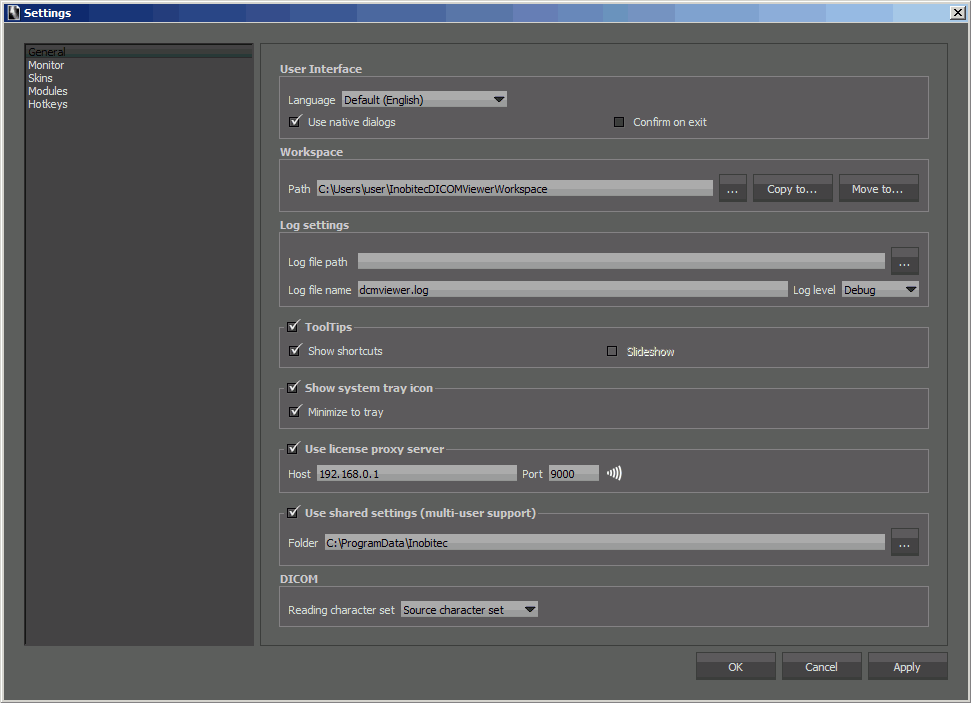 Settings
General
Monitor
Skins
Modules
Hotkeys
User Interface
Language Default (English)
Use native dialogs Confirm on exit
Workspace
Path C:\Users\user\InobitecDICOMViewerWorkspace ... Copy to... Move to...
Log settings
Log file path ...
Log file name dcmviewer.log Log level Debug
ToolTips
Show shortcuts Slideshow
Show system tray icon
Minimize to tray
Use license proxy server
Host 192.168.0.1 Port 9000
Use shared settings (multi-user support)
Folder C:\ProgramData\Inobitec ...
DICOM
Reading character set Source character set
OK Cancel Apply